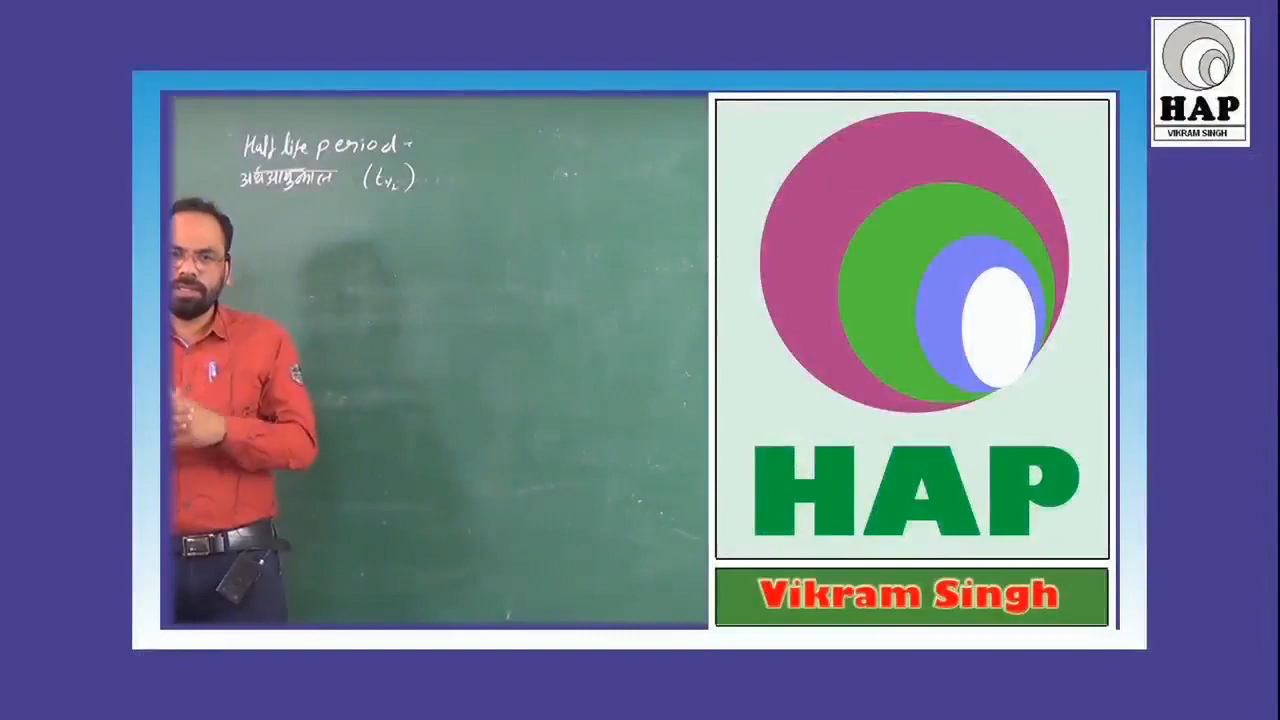 Half life period -
अर्धआयुकाल (t½)
HAP
Vikram Singh
HAP
VIKRAM SINGH